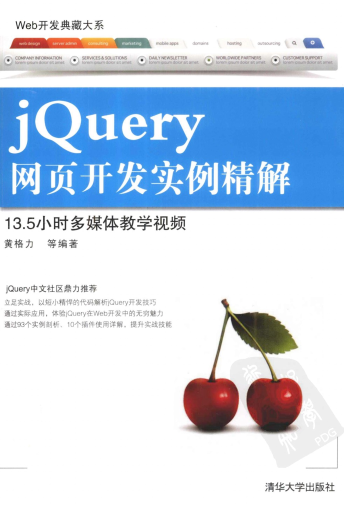 Web开发典藏大系
web design server admin consulting marketing mobile apps domains hosting outsourcing
COMPANY INFORMATION SERVICES & SOLUTIONS DAILY NEWSLETTER WORLDWIDE PARTNERS CUSTOMER SUPPORT
jQuery
网页开发实例精解
13.5小时多媒体教学视频
黄格力 等编著
jQuery中文社区鼎力推荐
立足实战，以短小精悍的代码解析jQuery开发技巧
通过实际应用，体验jQuery在Web开发中的无穷魅力
通过93个实例剖析、10个插件使用详解，提升实战技能
PDG
清华大学出版社